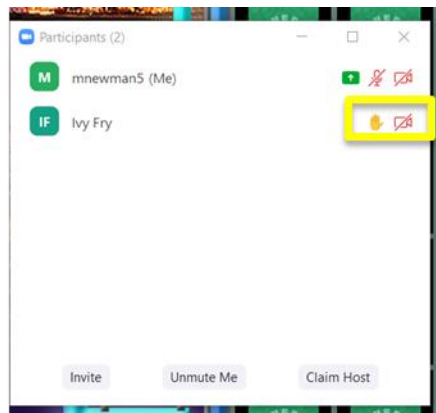 Participants (2)
M mnewman5 (Me)
IF Ivy Fry
Invite Unmute Me Claim Host